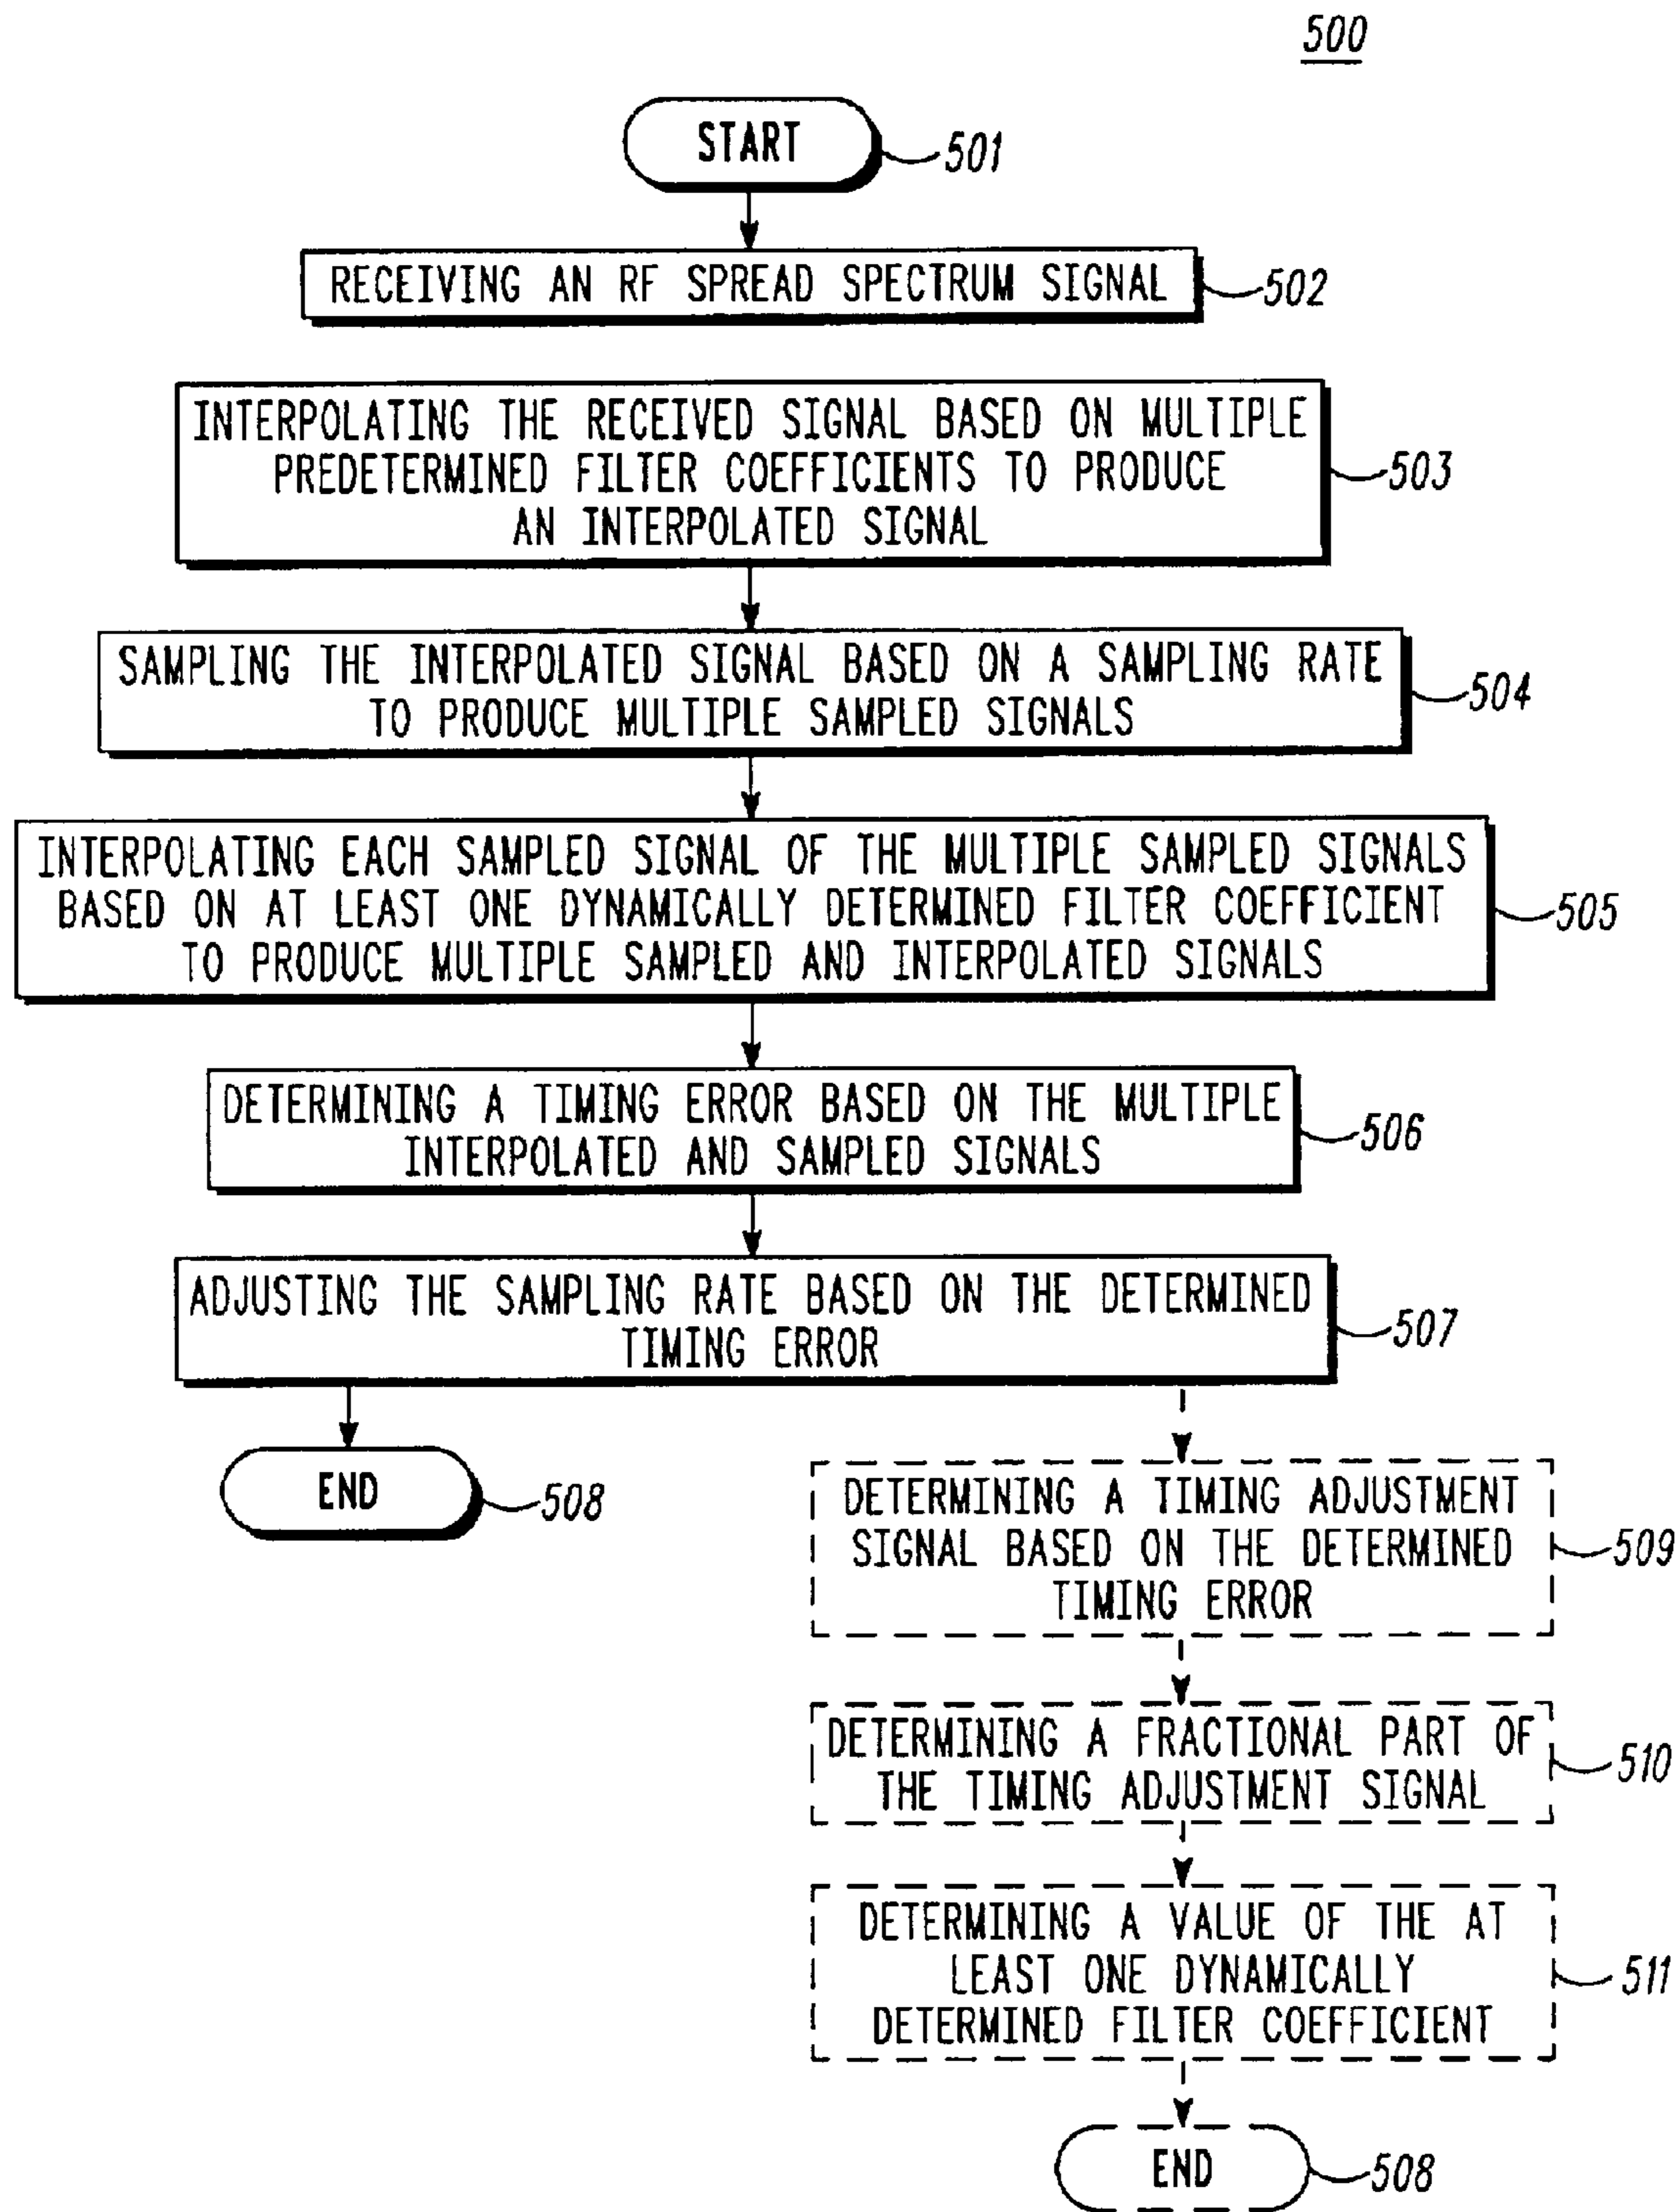 500
START
501
RECEIVING AN RF SPREAD SPECTRUM SIGNAL
502
INTERPOLATING THE RECEIVED SIGNAL BASED ON MULTIPLE
PREDETERMINED FILTER COEFFICIENTS TO PRODUCE
AN INTERPOLATED SIGNAL
503
SAMPLING THE INTERPOLATED SIGNAL BASED ON A SAMPLING RATE
TO PRODUCE MULTIPLE SAMPLED SIGNALS
504
INTERPOLATING EACH SAMPLED SIGNAL OF THE MULTIPLE SAMPLED SIGNALS
BASED ON AT LEAST ONE DYNAMICALLY DETERMINED FILTER COEFFICIENT
TO PRODUCE MULTIPLE SAMPLED AND INTERPOLATED SIGNALS
505
DETERMINING A TIMING ERROR BASED ON THE MULTIPLE
INTERPOLATED AND SAMPLED SIGNALS
506
ADJUSTING THE SAMPLING RATE BASED ON THE DETERMINED
TIMING ERROR
507
END
508
DETERMINING A TIMING ADJUSTMENT
SIGNAL BASED ON THE DETERMINED
TIMING ERROR
509
DETERMINING A FRACTIONAL PART OF
THE TIMING ADJUSTMENT SIGNAL
510
DETERMINING A VALUE OF THE AT
LEAST ONE DYNAMICALLY
DETERMINED FILTER COEFFICIENT
511
END
508